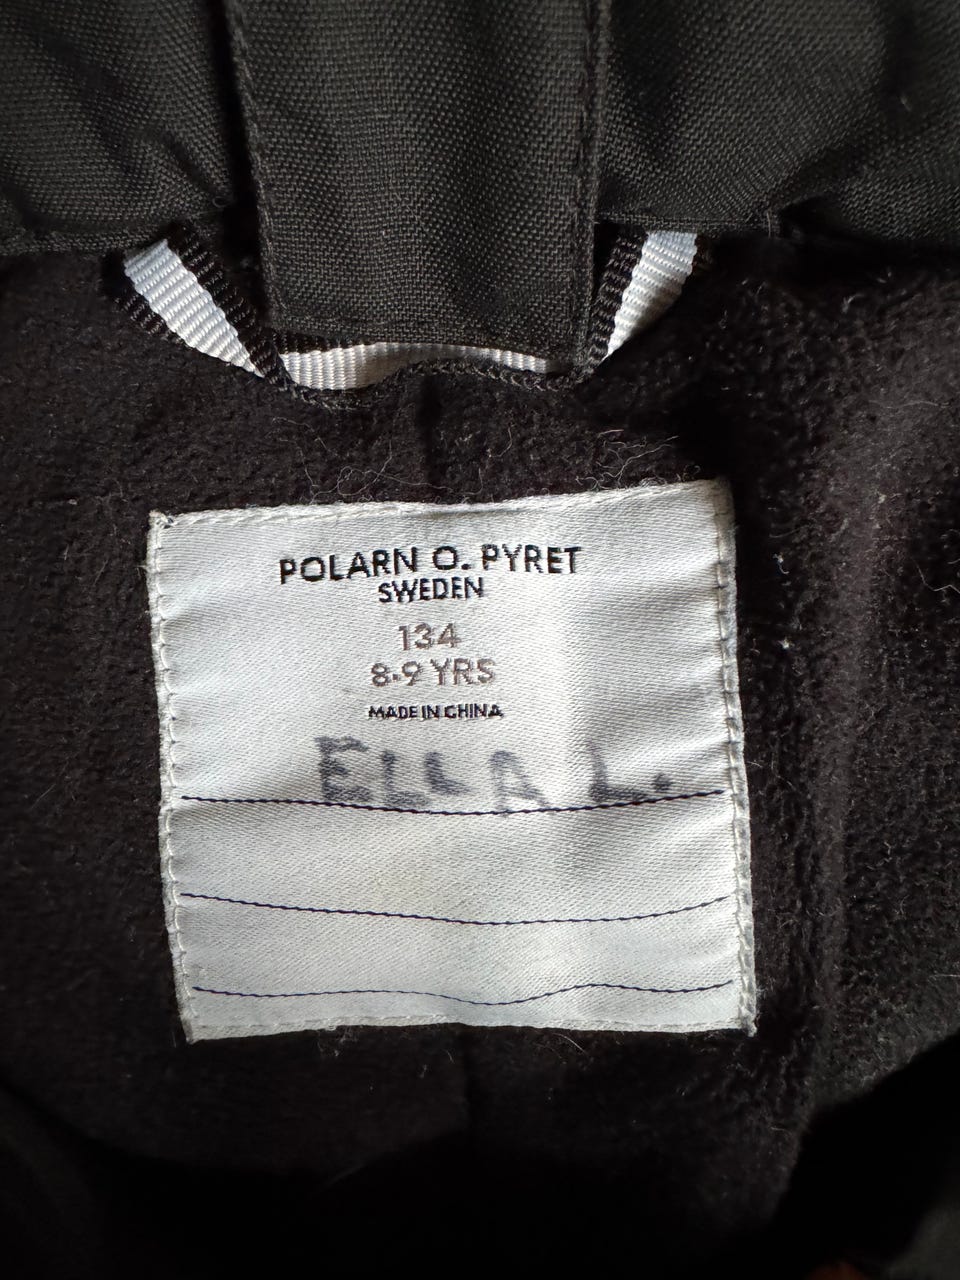 POLARN O. PYRET
SWEDEN
134
8-9 YRS
MADE IN CHINA
ELLA L.